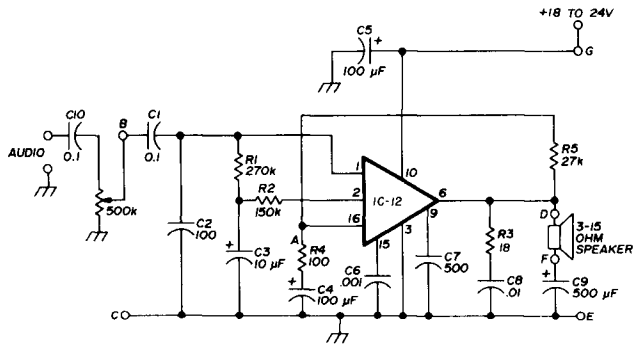 +18 TO 24V
G
C5
+
100 µF
C10
0.1
B
C1
0.1
AUDIO
500k
R1
270k
R2
150k
R5
27k
1
2
16
10
IC-12
6
9
3
15
C2
100
+
C3
10 µF
A
R4
100
+
C4
100 µF
C6
.001
C7
500
R3
18
C8
.01
D
3-15
OHM
SPEAKER
F
+
C9
500 µF
C
E